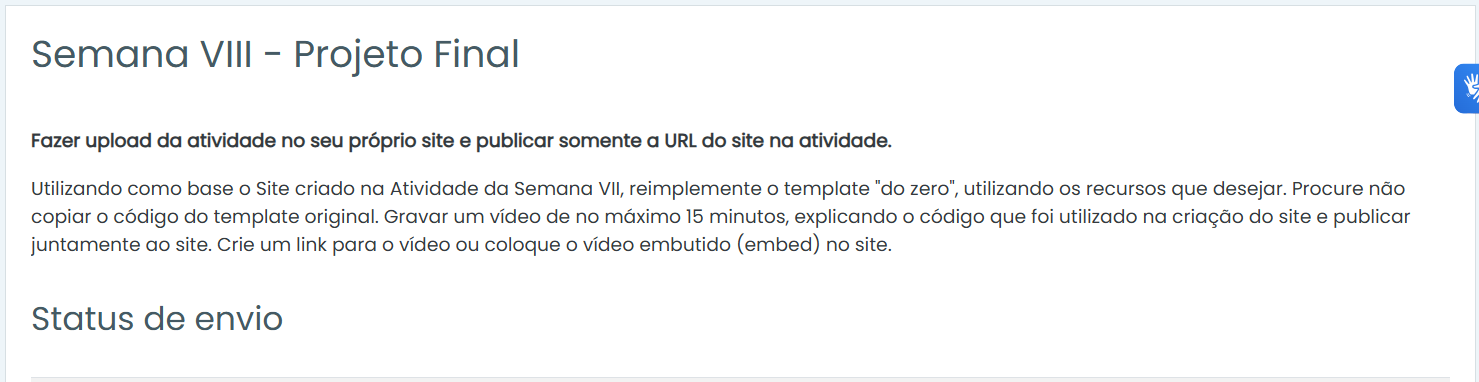 Semana VIII - Projeto Final
Fazer upload da atividade no seu próprio site e publicar somente a URL do site na atividade.
Utilizando como base o Site criado na Atividade da Semana VII, reimplemente o template "do zero", utilizando os recursos que desejar. Procure não
copiar o código do template original. Gravar um vídeo de no máximo 15 minutos, explicando o código que foi utilizado na criação do site e publicar
juntamente ao site. Crie um link para o vídeo ou coloque o vídeo embutido (embed) no site.
Status de envio